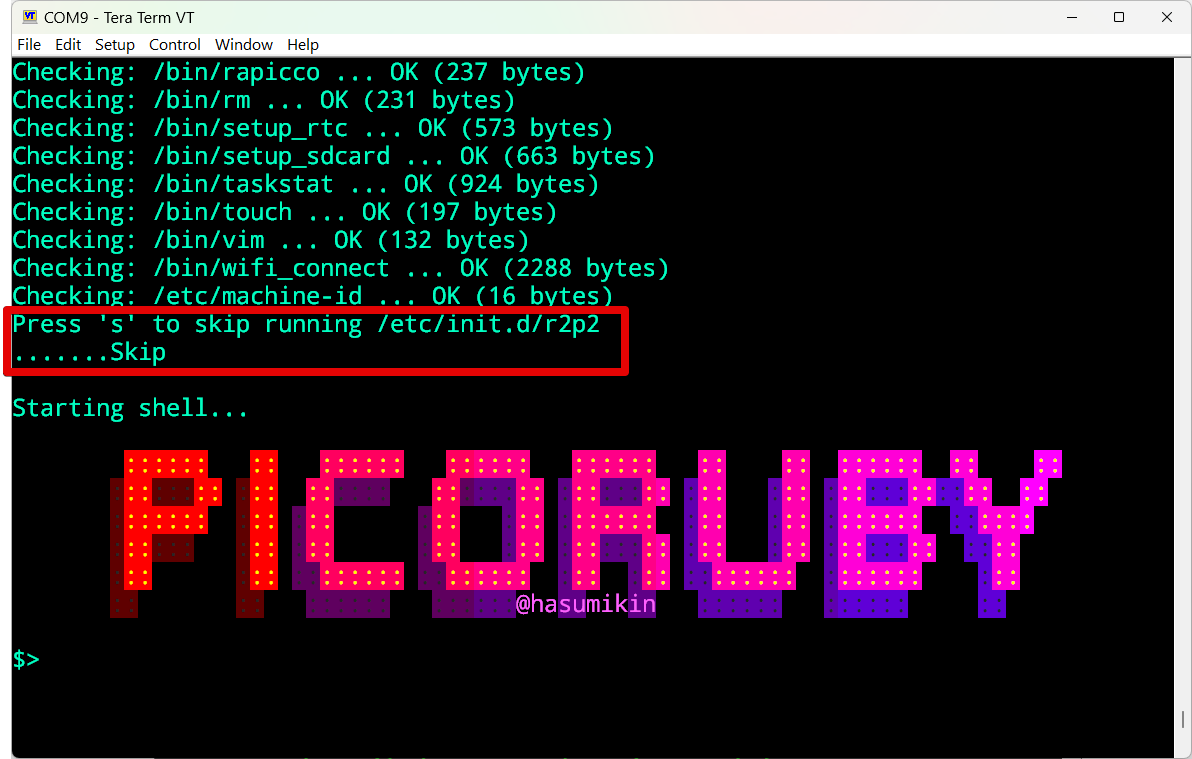 COM9 - Tera Term VT
File Edit Setup Control Window Help
Checking: /bin/rapicco ... OK (237 bytes)
Checking: /bin/rm ... OK (231 bytes)
Checking: /bin/setup_rtc ... OK (573 bytes)
Checking: /bin/setup_sdcard ... OK (663 bytes)
Checking: /bin/taskstat ... OK (924 bytes)
Checking: /bin/touch ... OK (197 bytes)
Checking: /bin/vim ... OK (132 bytes)
Checking: /bin/wifi_connect ... OK (2288 bytes)
Checking: /etc/machine-id ... OK (16 bytes)
Press 's' to skip running /etc/init.d/r2p2
.......Skip
Starting shell...
PICORUBY
@hasumikin
$>